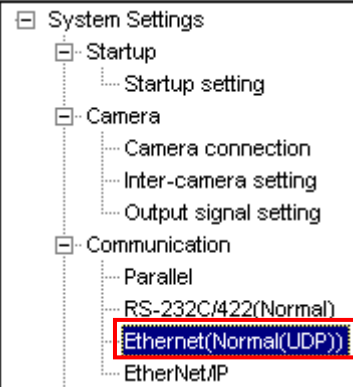 System Settings
Startup
Startup setting
Camera
Camera connection
Inter-camera setting
Output signal setting
Communication
Parallel
RS-232C/422(Normal)
Ethernet(Normal(UDP))
EtherNet/IP